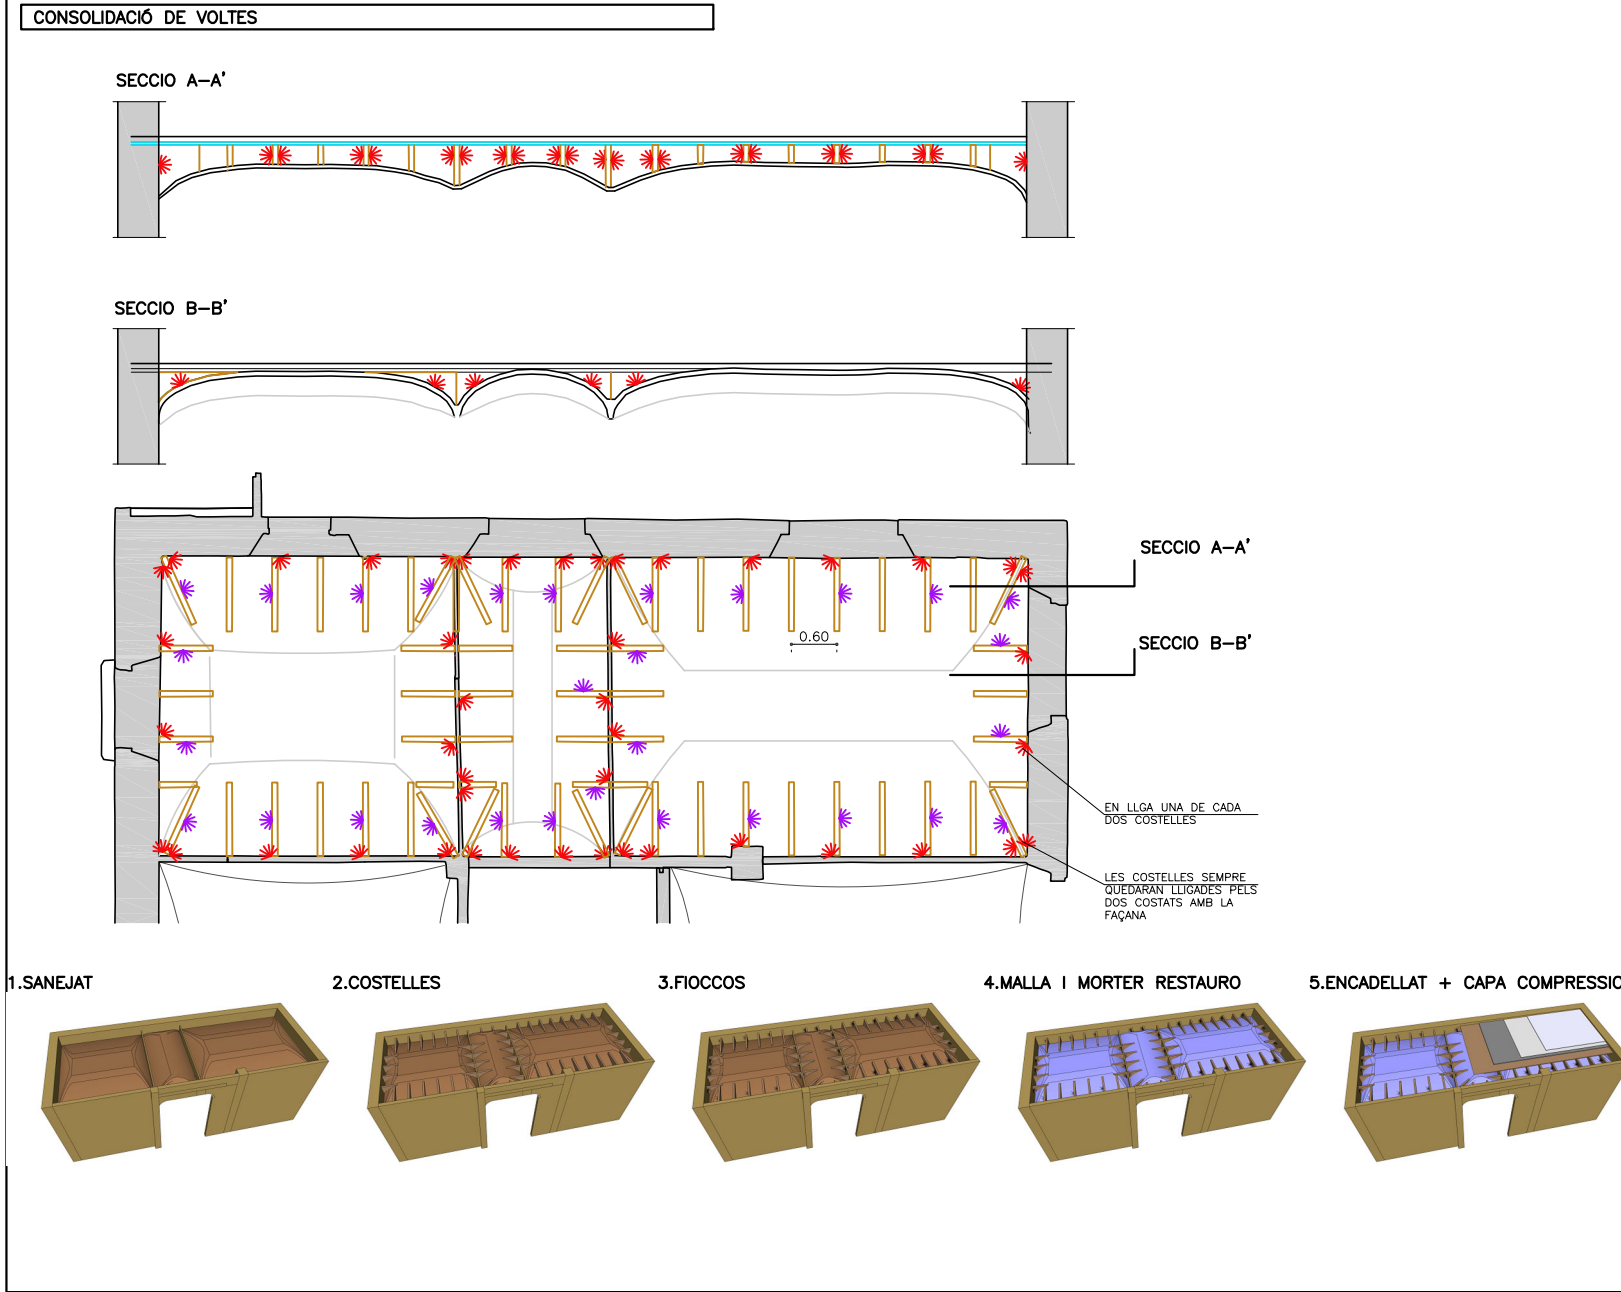 CONSOLIDACIÓ DE VOLTES
SECCIO A-A'
SECCIO B-B'
SECCIO A-A'
0.60
SECCIO B-B'
EN LLGA UNA DE CADA
DOS COSTELLES
LES COSTELLES SEMPRE
QUEDARAN LLIGADES PELS
DOS COSTATS AMB LA
FAÇANA
1.SANEJAT
2.COSTELLES
3.FIOCCOS
4.MALLA I MORTER RESTAURO
5.ENCADELLAT + CAPA COMPRESSIO